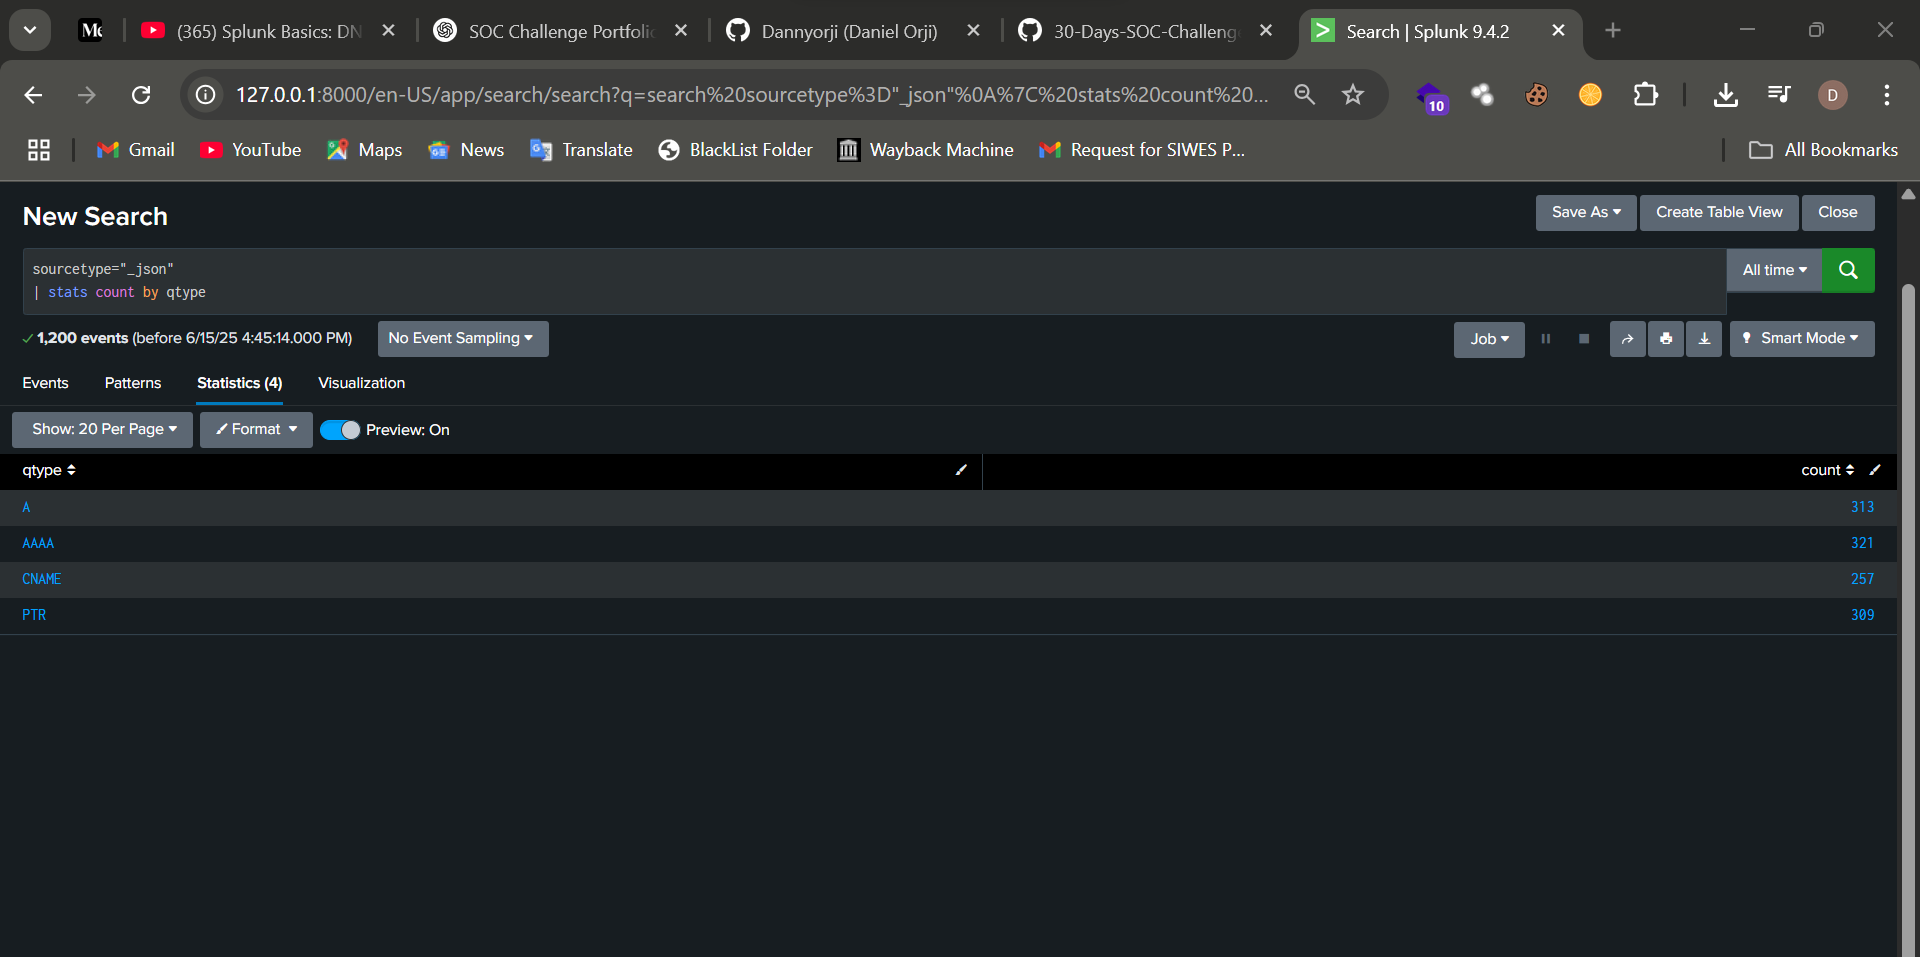 Me
(365) Splunk Basics: DN
SOC Challenge Portfoli
Dannyorji (Daniel Orji)
30-Days-SOC-Challeng
Search | Splunk 9.4.2
127.0.0.1:8000/en-US/app/search/search?q=search%20sourcetype%3D"_json"%0A%7C%20stats%20count%20...
10
D
Gmail
YouTube
Maps
News
Translate
BlackList Folder
Wayback Machine
Request for SIWES P...
All Bookmarks
New Search
Save As
Create Table View
Close
sourcetype="_json"
| stats count by qtype
All time
1,200 events (before 6/15/25 4:45:14.000 PM)
No Event Sampling
Job
Smart Mode
Events
Patterns
Statistics (4)
Visualization
Show: 20 Per Page
Format
Preview: On
qtype
count
A
313
AAAA
321
CNAME
257
PTR
309